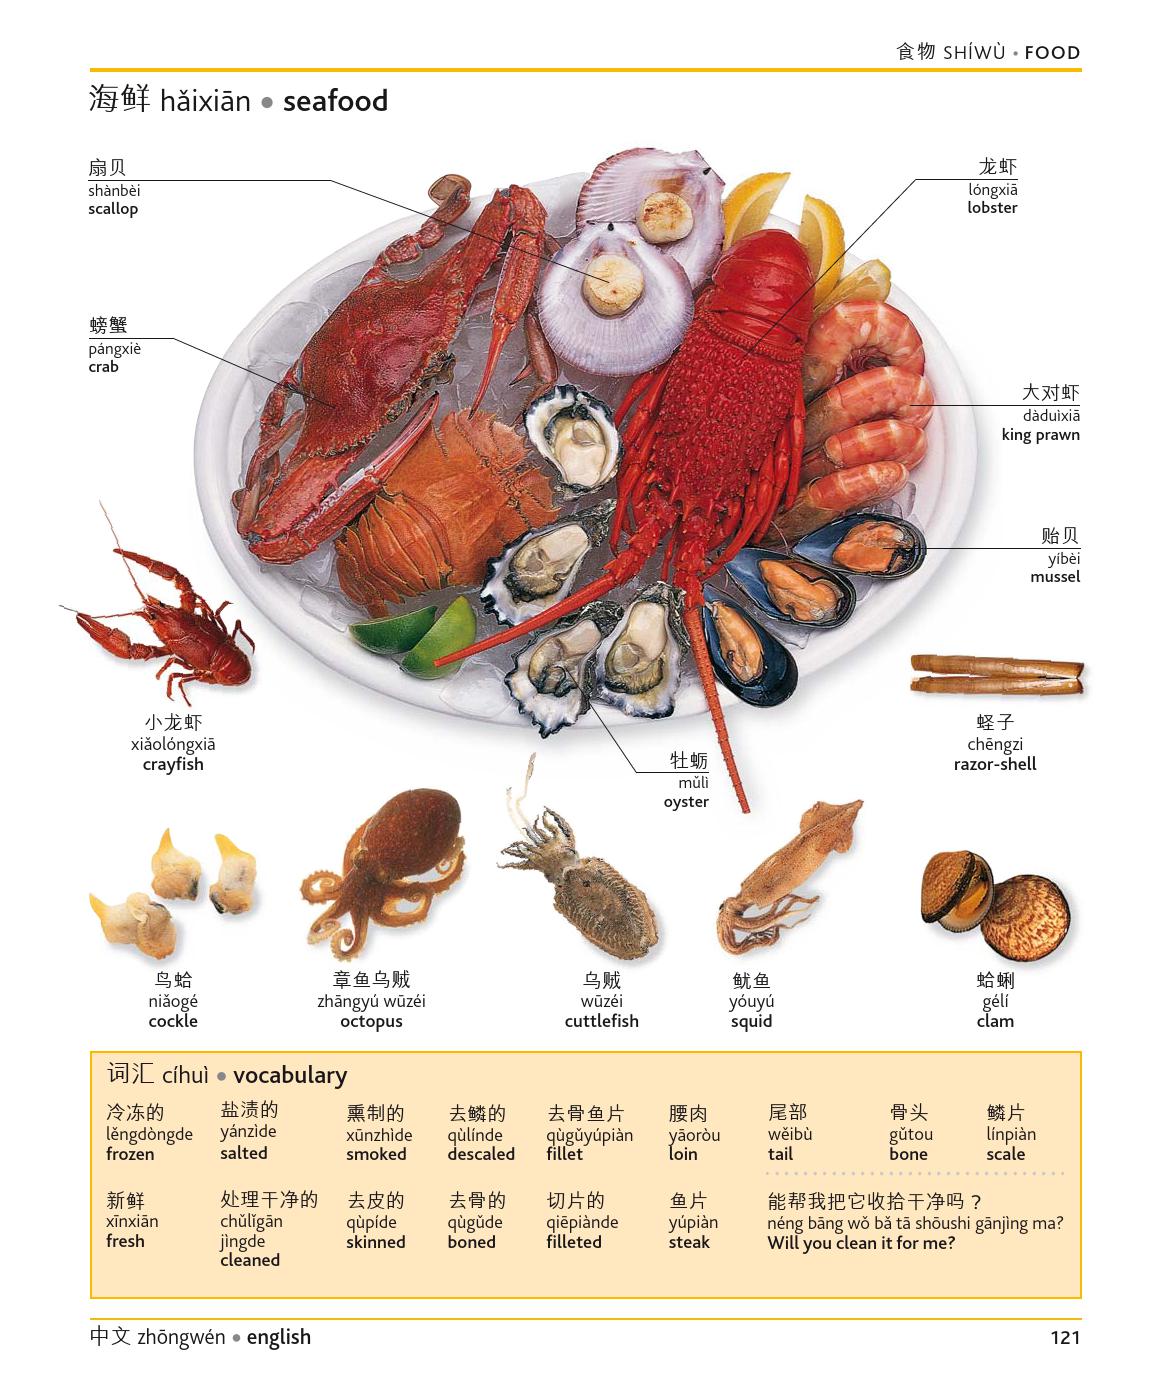 食物 SHÍWÙ • FOOD
海鲜 hǎixiān • seafood
扇贝
shànbèi
scallop
龙虾
lóngxiā
lobster
螃蟹
pángxiè
crab
大对虾
dàduìxiā
king prawn
贻贝
yíbèi
mussel
小龙虾
xiǎolóngxiā
crayfish
蛏子
chēngzi
razor-shell
牡蛎
mǔlì
oyster
鸟蛤
niǎogé
cockle
章鱼乌贼
zhāngyú wūzéi
octopus
乌贼
wūzéi
cuttlefish
鱿鱼
yóuyú
squid
蛤蜊
gélí
clam
词汇 cíhuì • vocabulary
冷冻的
lěngdòngde
frozen
盐渍的
yánzìde
salted
熏制的
xūnzhìde
smoked
去鳞的
qùlínde
descaled
去骨鱼片
qùgǔyúpiàn
fillet
腰肉
yāoròu
loin
尾部
wěibù
tail
骨头
gǔtou
bone
鳞片
línpiàn
scale
新鲜
xīnxiān
fresh
处理干净的
chǔlǐgān
jìngde
cleaned
去皮的
qùpíde
skinned
去骨的
qùgǔde
boned
切片的
qiēpiànde
filleted
鱼片
yúpiàn
steak
能帮我把它收拾干净吗？
néng bāng wǒ bǎ tā shōushi gānjìng ma?
Will you clean it for me?
中文 zhōngwén • english
121